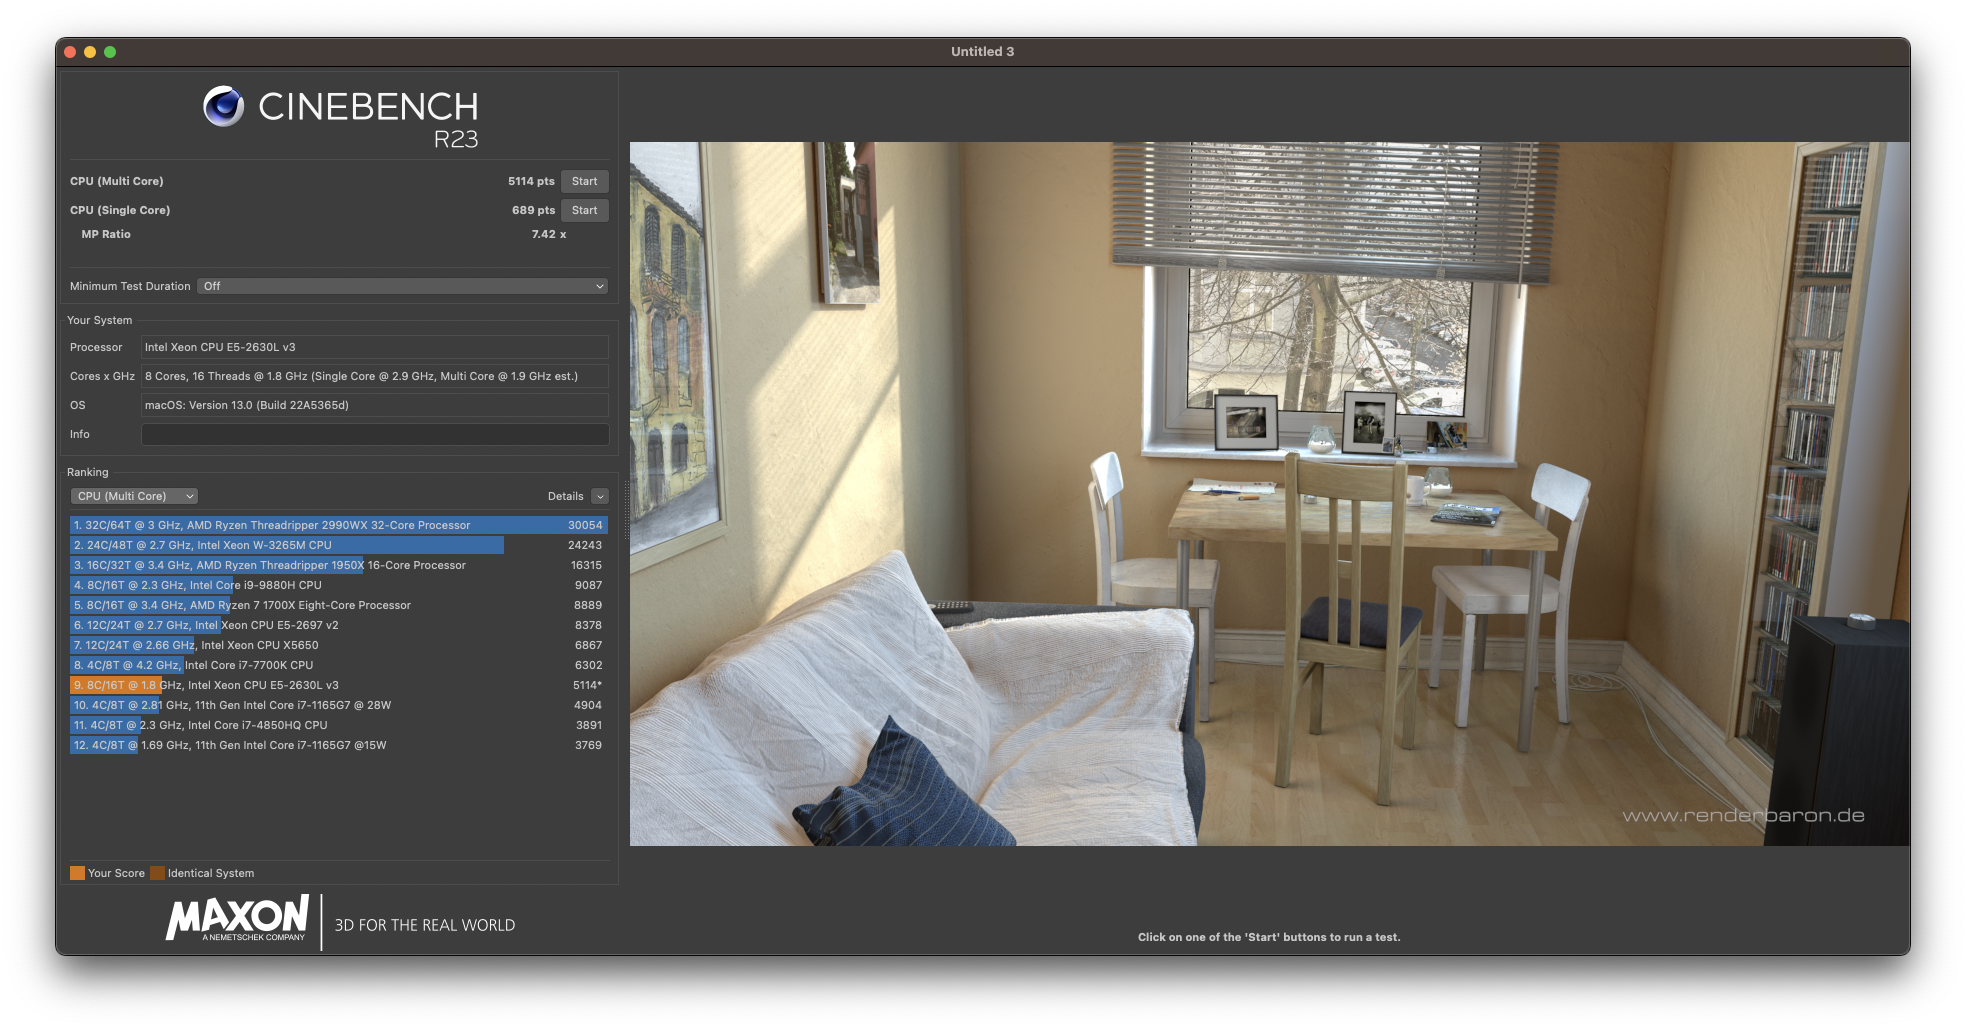 Untitled 3
CINEBENCH
R23
CPU (Multi Core) 5114 pts Start
CPU (Single Core) 689 pts Start
MP Ratio 7.42 x
Minimum Test Duration Off
Your System
Processor Intel Xeon CPU E5-2630L v3
Cores x GHz 8 Cores, 16 Threads @ 1.8 GHz (Single Core @ 2.9 GHz, Multi Core @ 1.9 GHz est.)
OS macOS: Version 13.0 (Build 22A5365d)
Info
Ranking
CPU (Multi Core) Details
1. 32C/64T @ 3 GHz, AMD Ryzen Threadripper 2990WX 32-Core Processor 30054
2. 24C/48T @ 2.7 GHz, Intel Xeon W-3265M CPU 24243
3. 16C/32T @ 3.4 GHz, AMD Ryzen Threadripper 1950X 16-Core Processor 16315
4. 8C/16T @ 2.3 GHz, Intel Core i9-9880H CPU 9087
5. 8C/16T @ 3.4 GHz, AMD Ryzen 7 1700X Eight-Core Processor 8889
6. 12C/24T @ 2.7 GHz, Intel Xeon CPU E5-2697 v2 8378
7. 12C/24T @ 2.66 GHz, Intel Xeon CPU X5650 6867
8. 4C/8T @ 4.2 GHz, Intel Core i7-7700K CPU 6302
9. 8C/16T @ 1.8 GHz, Intel Xeon CPU E5-2630L v3 5114*
10. 4C/8T @ 2.81 GHz, 11th Gen Intel Core i7-1165G7 @ 28W 4904
11. 4C/8T @ 2.3 GHz, Intel Core i7-4850HQ CPU 3891
12. 4C/8T @ 1.69 GHz, 11th Gen Intel Core i7-1165G7 @15W 3769
Your Score Identical System
MAXON
A NEMETSCHEK COMPANY
3D FOR THE REAL WORLD
www.renderbaron.de
Click on one of the 'Start' buttons to run a test.